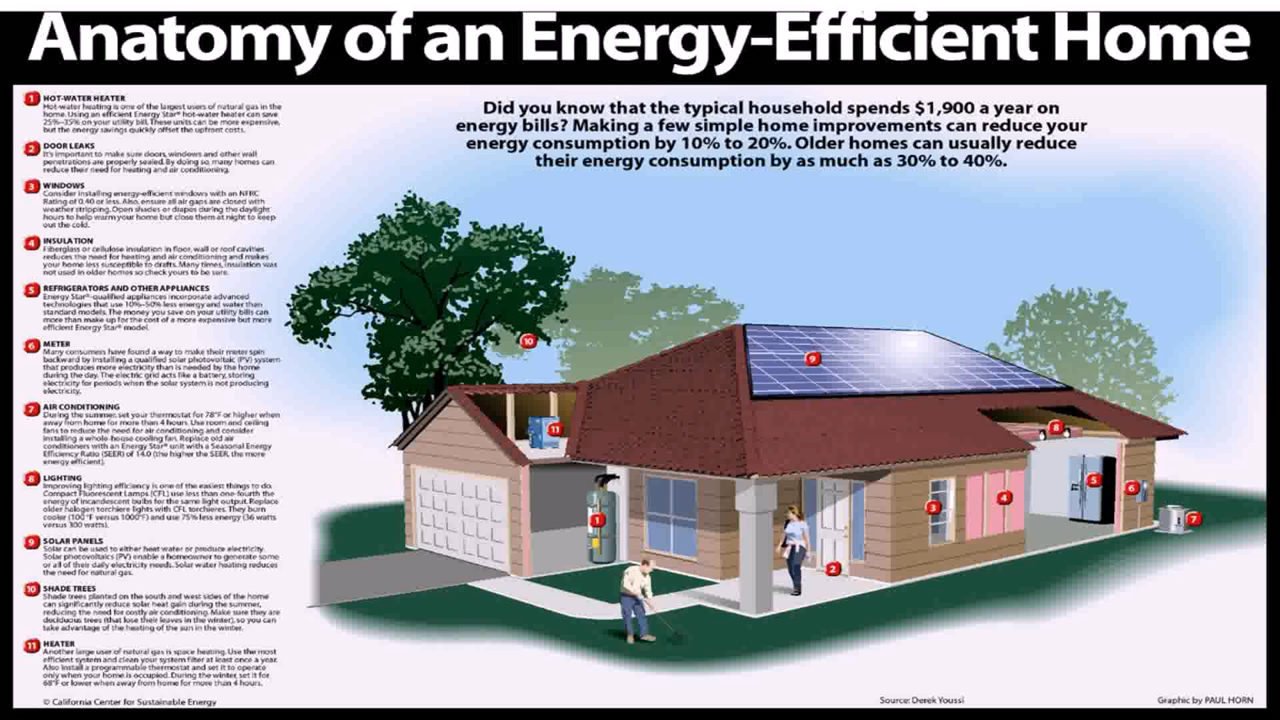 Anatomy of an Energy-Efficient Home
Did you know that the typical household spends $1,900 a year on
energy bills? Making a few simple home improvements can reduce your
energy consumption by 10% to 20%. Older homes can usually reduce
their energy consumption by as much as 30% to 40%.
1 HOT-WATER HEATER
Hot-water heating is one of the largest users of natural gas in the
home. Using an efficient Energy Star® hot-water heater can save
25%–35% on your utility bill. These units can be more expensive,
but the energy savings quickly offset the upfront costs.
2 DOOR LEAKS
It's important to make sure doors, windows and other wall
penetrations are properly sealed. By doing so, many homes can
reduce their need for heating and air conditioning.
3 WINDOWS
Consider installing energy-efficient windows with an NFRC
Rating of 0.40 or less. Also, ensure all air gaps are closed with
weather stripping. Open shades or drapes during the daylight
hours to help warm your home but close them at night to keep
out the cold.
4 INSULATION
Fiberglass or cellulose insulation in floor, wall or roof cavities
reduces the need for heating and air conditioning and makes
your home less susceptible to drafts. Many times, insulation was
not used in older homes so check yours to be sure.
5 REFRIGERATORS AND OTHER APPLIANCES
Energy Star®-qualified appliances incorporate advanced
technologies that use 10%–50% less energy and water than
standard models. The money you save on your utility bills can
more than make up for the cost of a more expensive but more
efficient Energy Star® model.
6 METER
Many consumers have found a way to make their meter spin
backward by installing a qualified solar photovoltaic (PV) system
that produces more electricity than is needed by the home
during the day. The electric grid acts like a battery, storing
electricity for periods when the solar system is not producing
electricity.
7 AIR CONDITIONING
During the summer, set your thermostat for 78°F or higher when
away from home for more than 4 hours. Use room and ceiling
fans to reduce the need for air conditioning and consider
installing a whole-house cooling fan. Replace old air
conditioners with an Energy Star® unit with a Seasonal Energy
Efficiency Ratio (SEER) of 14.0 (the higher the SEER, the more
energy efficient).
8 LIGHTING
Improving lighting efficiency is one of the easiest things to do.
Compact Fluorescent Lamps (CFL) use less than one-fourth the
energy of incandescent bulbs for the same light output. Replace
older halogen torchiere lights with CFL torchieres. They burn
cooler (100°F versus 1000°F) and use 75% less energy (36 watts
versus 300 watts).
9 SOLAR PANELS
Solar can be used to either heat water or produce electricity.
Solar photovoltaics (PV) enable a homeowner to generate some
or all of their daily electricity needs. Solar water heating reduces
the need for natural gas.
10 SHADE TREES
Shade trees planted on the south and west sides of the home
can significantly reduce solar heat gain during the summer,
reducing the need for costly air conditioning. Make sure they are
deciduous trees (that lose their leaves in the winter), so you can
take advantage of the heating of the sun in the winter.
11 HEATER
Another large user of natural gas is space heating. Use the most
efficient system and clean your system filter at least once a year.
Also install a programmable thermostat and set it to operate
only when your home is occupied. During the winter, set it for
68°F or lower when away from home for more than 4 hours.
10
9
11
8
5
6
4
3
1
7
2
© California Center for Sustainable Energy
Source: Derek Youssi
Graphic by PAUL HORN